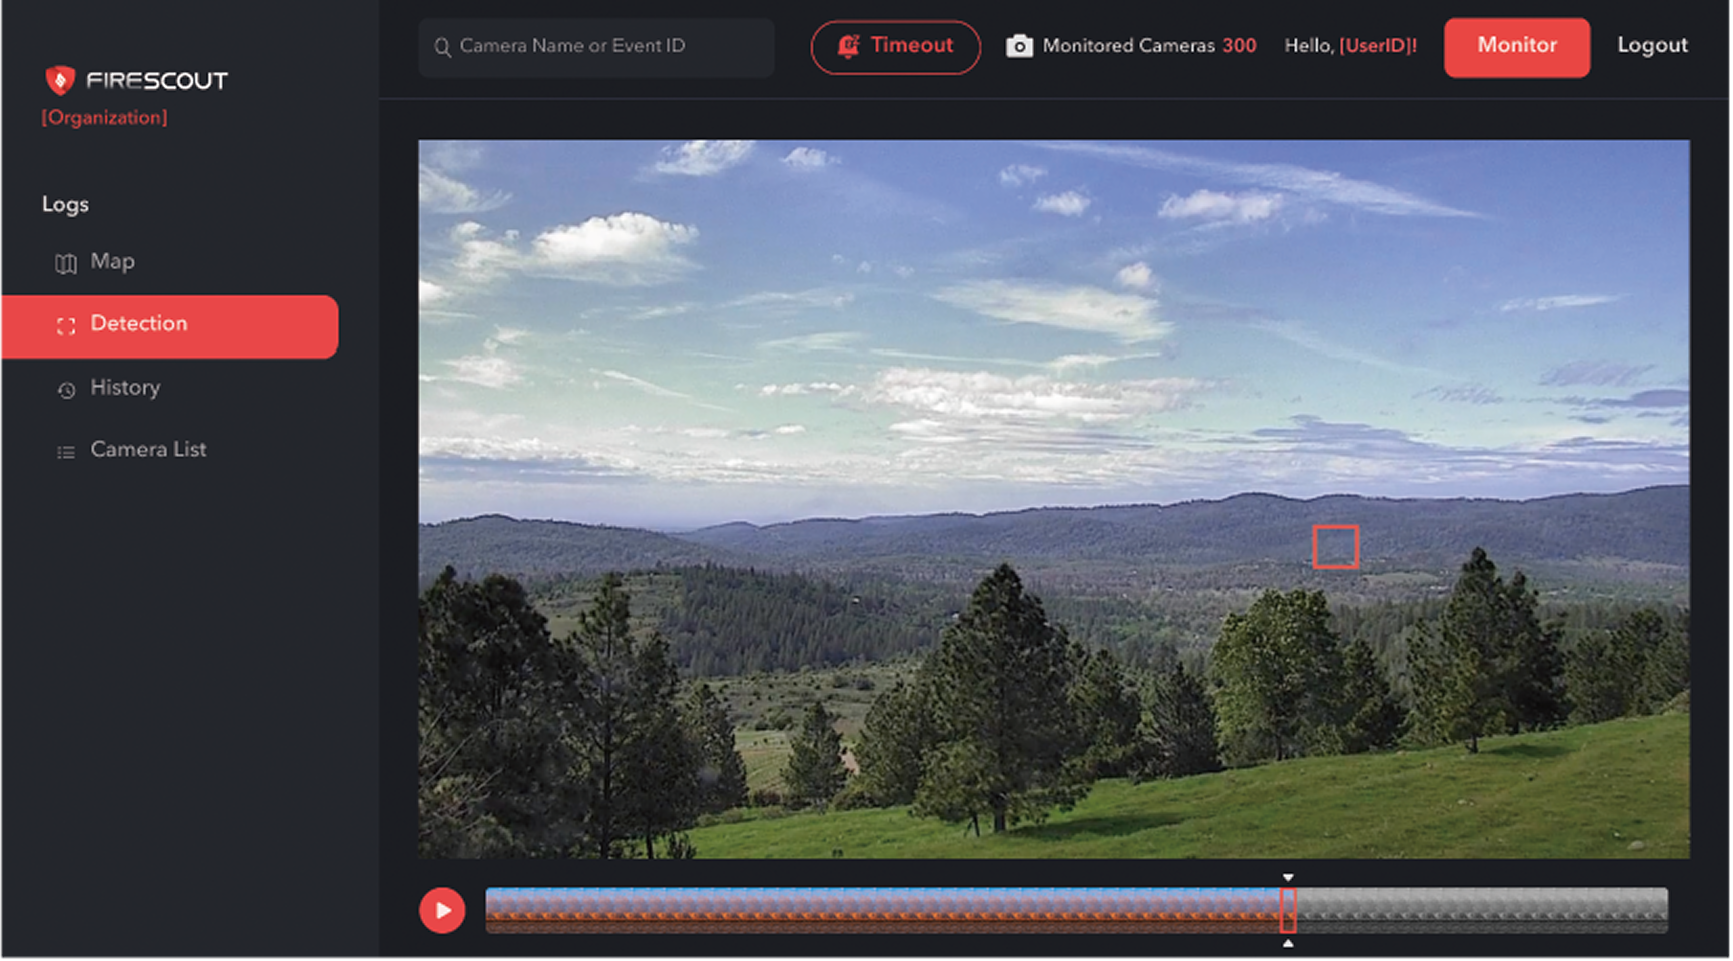 FIRESCOUT
[Organization]
Logs
Map
Detection
History
Camera List
Camera Name or Event ID
Timeout
Monitored Cameras 300
Hello, [UserID]!
Monitor
Logout